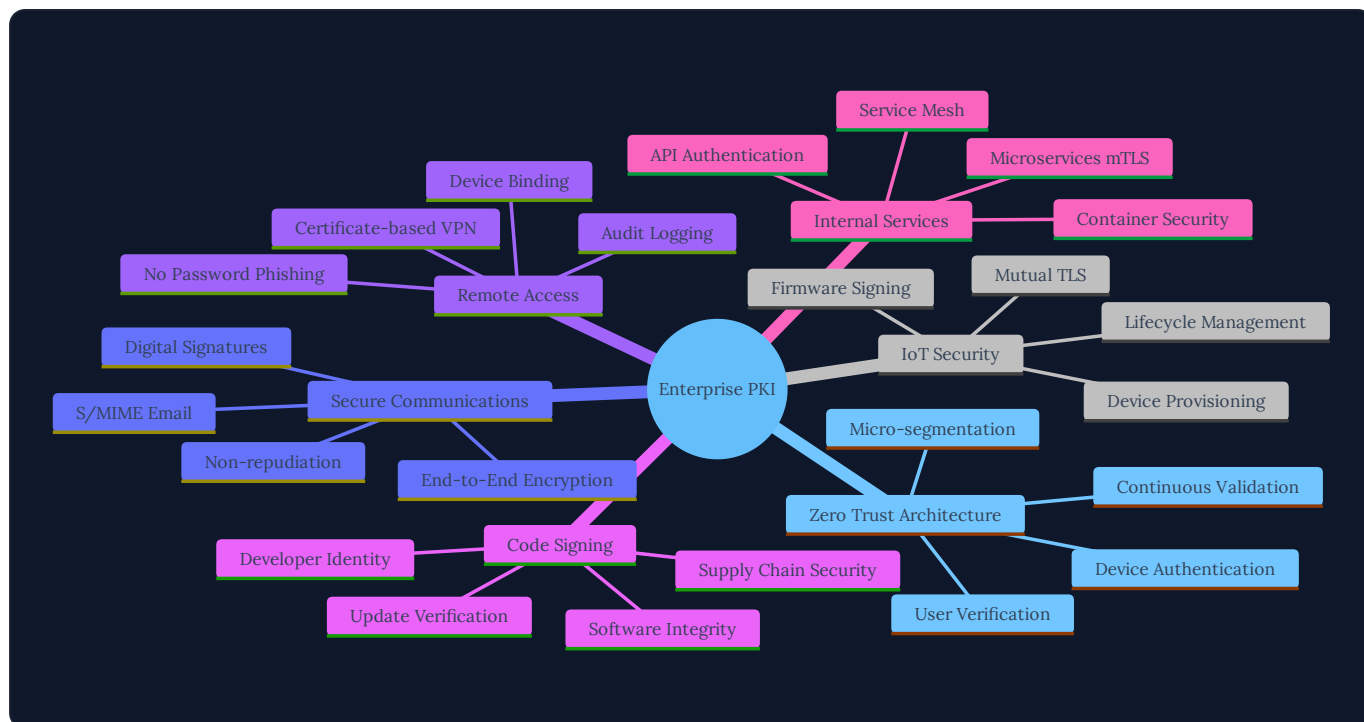 Service Mesh
API Authentication
Microservices mTLS
Device Binding
Internal Services
Container Security
Certificate-based VPN
Audit Logging
No Password Phishing
Remote Access
Firmware Signing
Mutual TLS
Lifecycle Management
Digital Signatures
IoT Security
Enterprise PKI
Secure Communications
S/MIME Email
Device Provisioning
Micro-segmentation
Non-repudiation
End-to-End Encryption
Continuous Validation
Zero Trust Architecture
Code Signing
Developer Identity
Supply Chain Security
Device Authentication
Update Verification
Software Integrity
User Verification